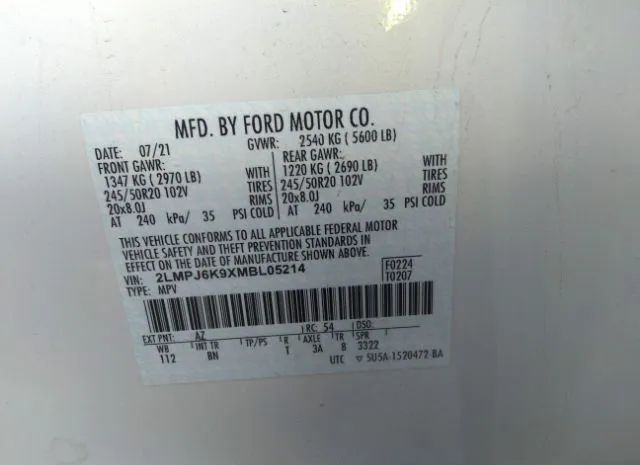 MFD. BY FORD MOTOR CO.
DATE: 07/21 GVWR: 2540 KG ( 5600 LB)
FRONT GAWR: REAR GAWR:
1347 KG ( 2970 LB) WITH 1220 KG ( 2690 LB) WITH
245/50R20 102V TIRES 245/50R20 102V TIRES
20x8.0J RIMS 20x8.0J RIMS
AT 240 kPa/ 35 PSI COLD AT 240 kPa/ 35 PSI COLD
THIS VEHICLE CONFORMS TO ALL APPLICABLE FEDERAL MOTOR
VEHICLE SAFETY AND THEFT PREVENTION STANDARDS IN
EFFECT ON THE DATE OF MANUFACTURE SHOWN ABOVE.
VIN: 2LMPJ6K9XMBL05214 F0224
TYPE: MPV T0207
EXT PNT: AZ RC: 54 DSO:
WB INT TR TP/PS R AXLE TR SPR
112 BN T 3A 8 3322
UTC ▽ 5U5A-1520472-BA